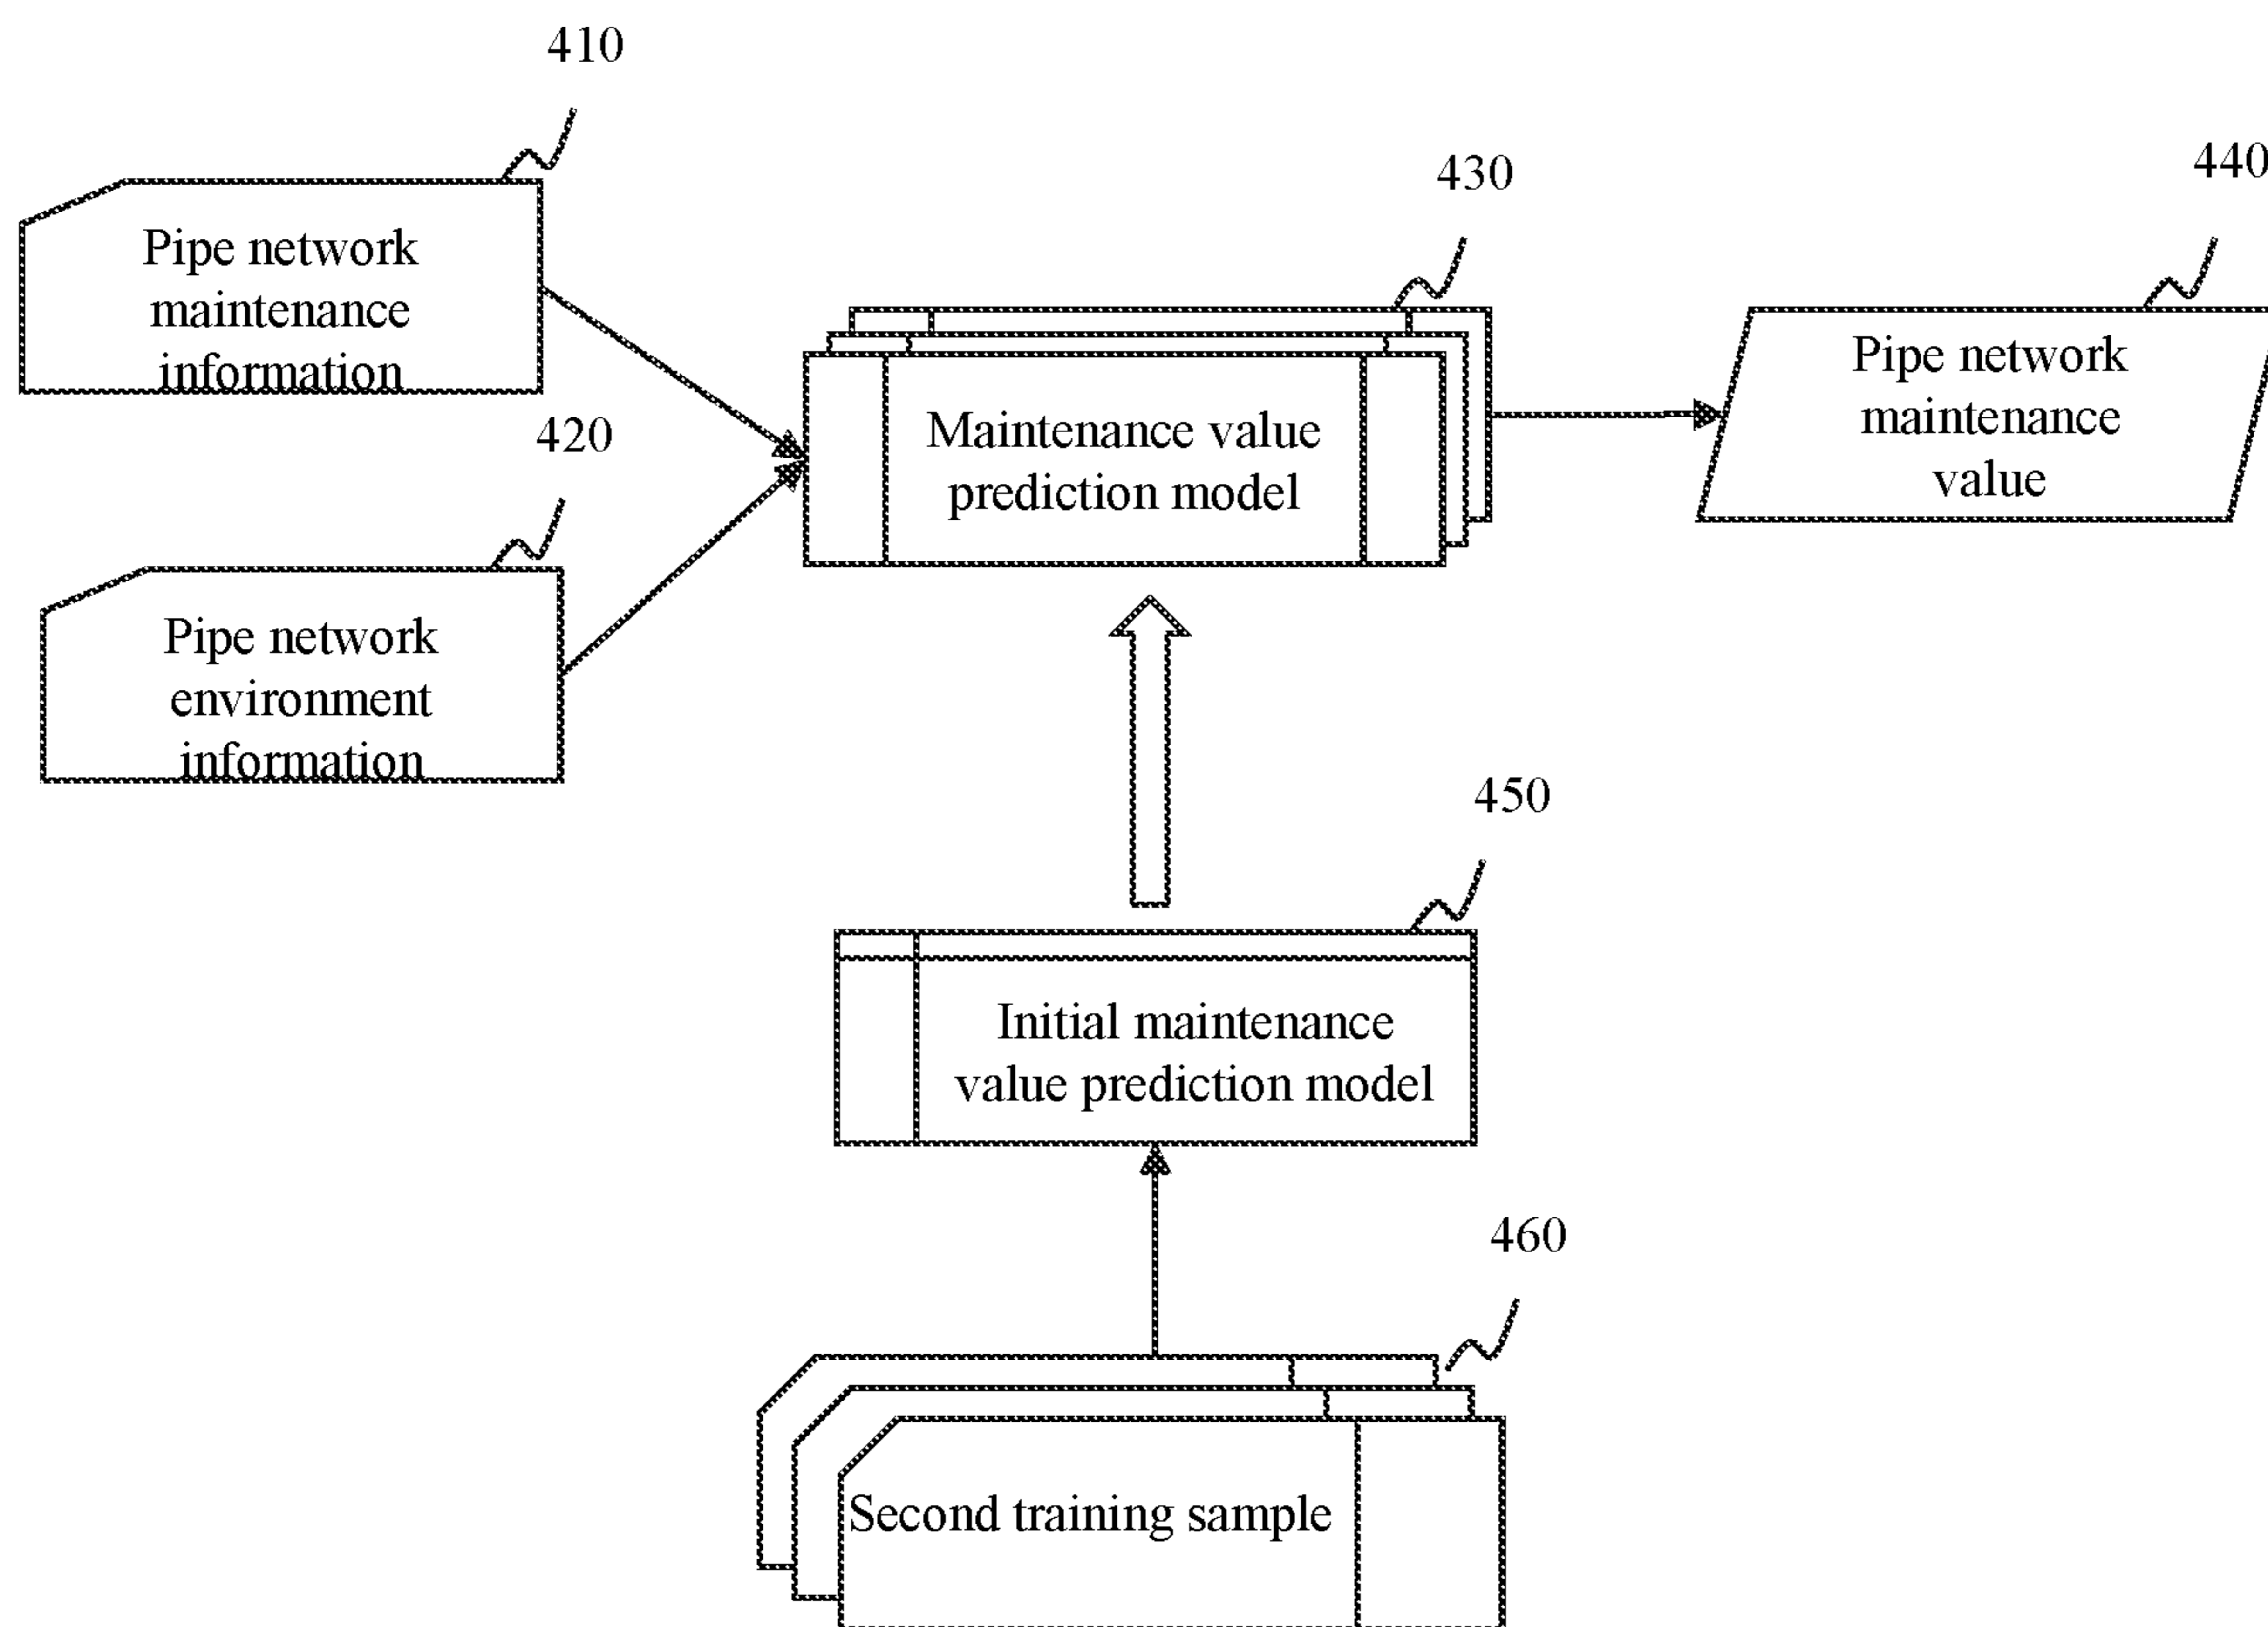 410
Pipe network
maintenance
information
420
Pipe network
environment
information
430
Maintenance value
prediction model
440
Pipe network
maintenance
value
450
Initial maintenance
value prediction model
460
Second training sample